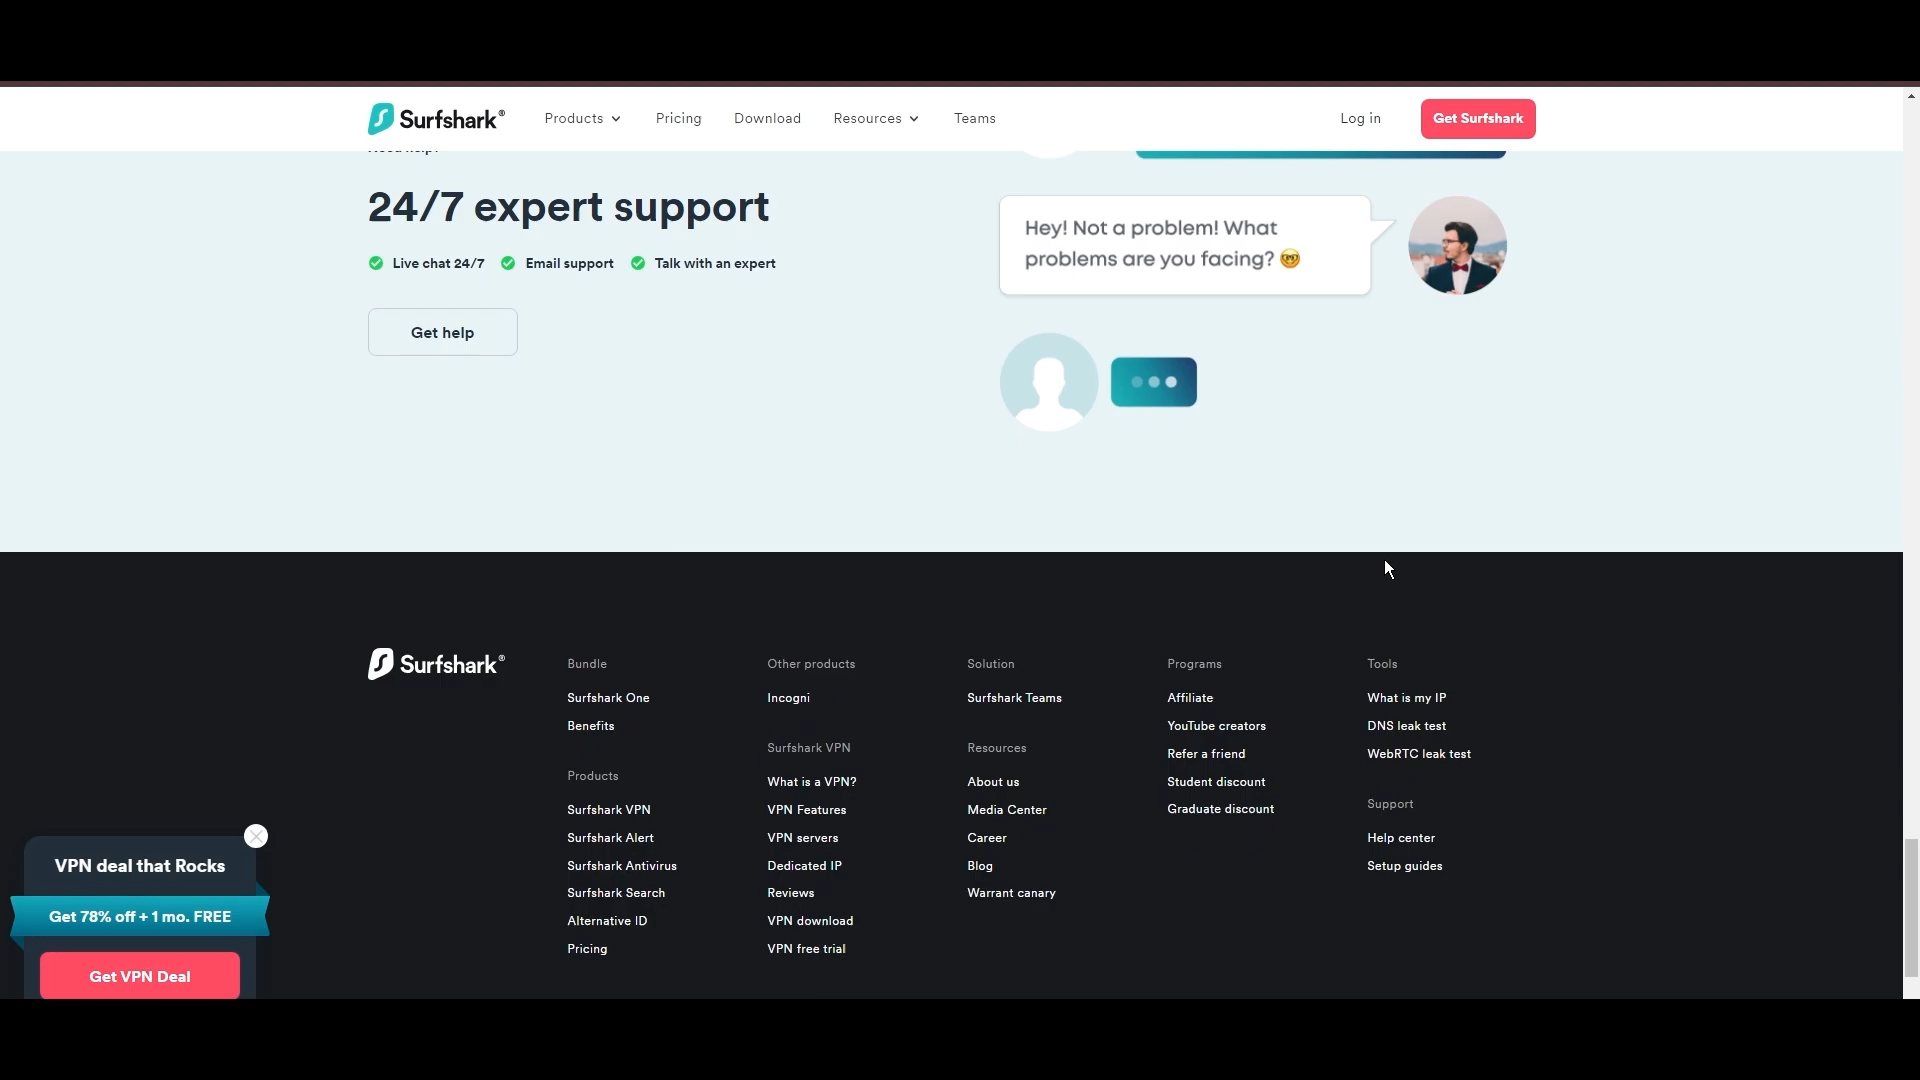 Surfshark®
Products
Pricing
Download
Resources
Teams
Log in
Get Surfshark
24/7 expert support
Live chat 24/7
Email support
Talk with an expert
Get help
Hey! Not a problem! What
problems are you facing? 🤓
Surfshark®
Bundle
Surfshark One
Benefits
Products
Surfshark VPN
Surfshark Alert
Surfshark Antivirus
Surfshark Search
Alternative ID
Pricing
Other products
Incogni
Surfshark VPN
What is a VPN?
VPN Features
VPN servers
Dedicated IP
Reviews
VPN download
VPN free trial
Solution
Surfshark Teams
Resources
About us
Media Center
Career
Blog
Warrant canary
Programs
Affiliate
YouTube creators
Refer a friend
Student discount
Graduate discount
Tools
What is my IP
DNS leak test
WebRTC leak test
Support
Help center
Setup guides
VPN deal that Rocks
Get 78% off + 1 mo. FREE
Get VPN Deal